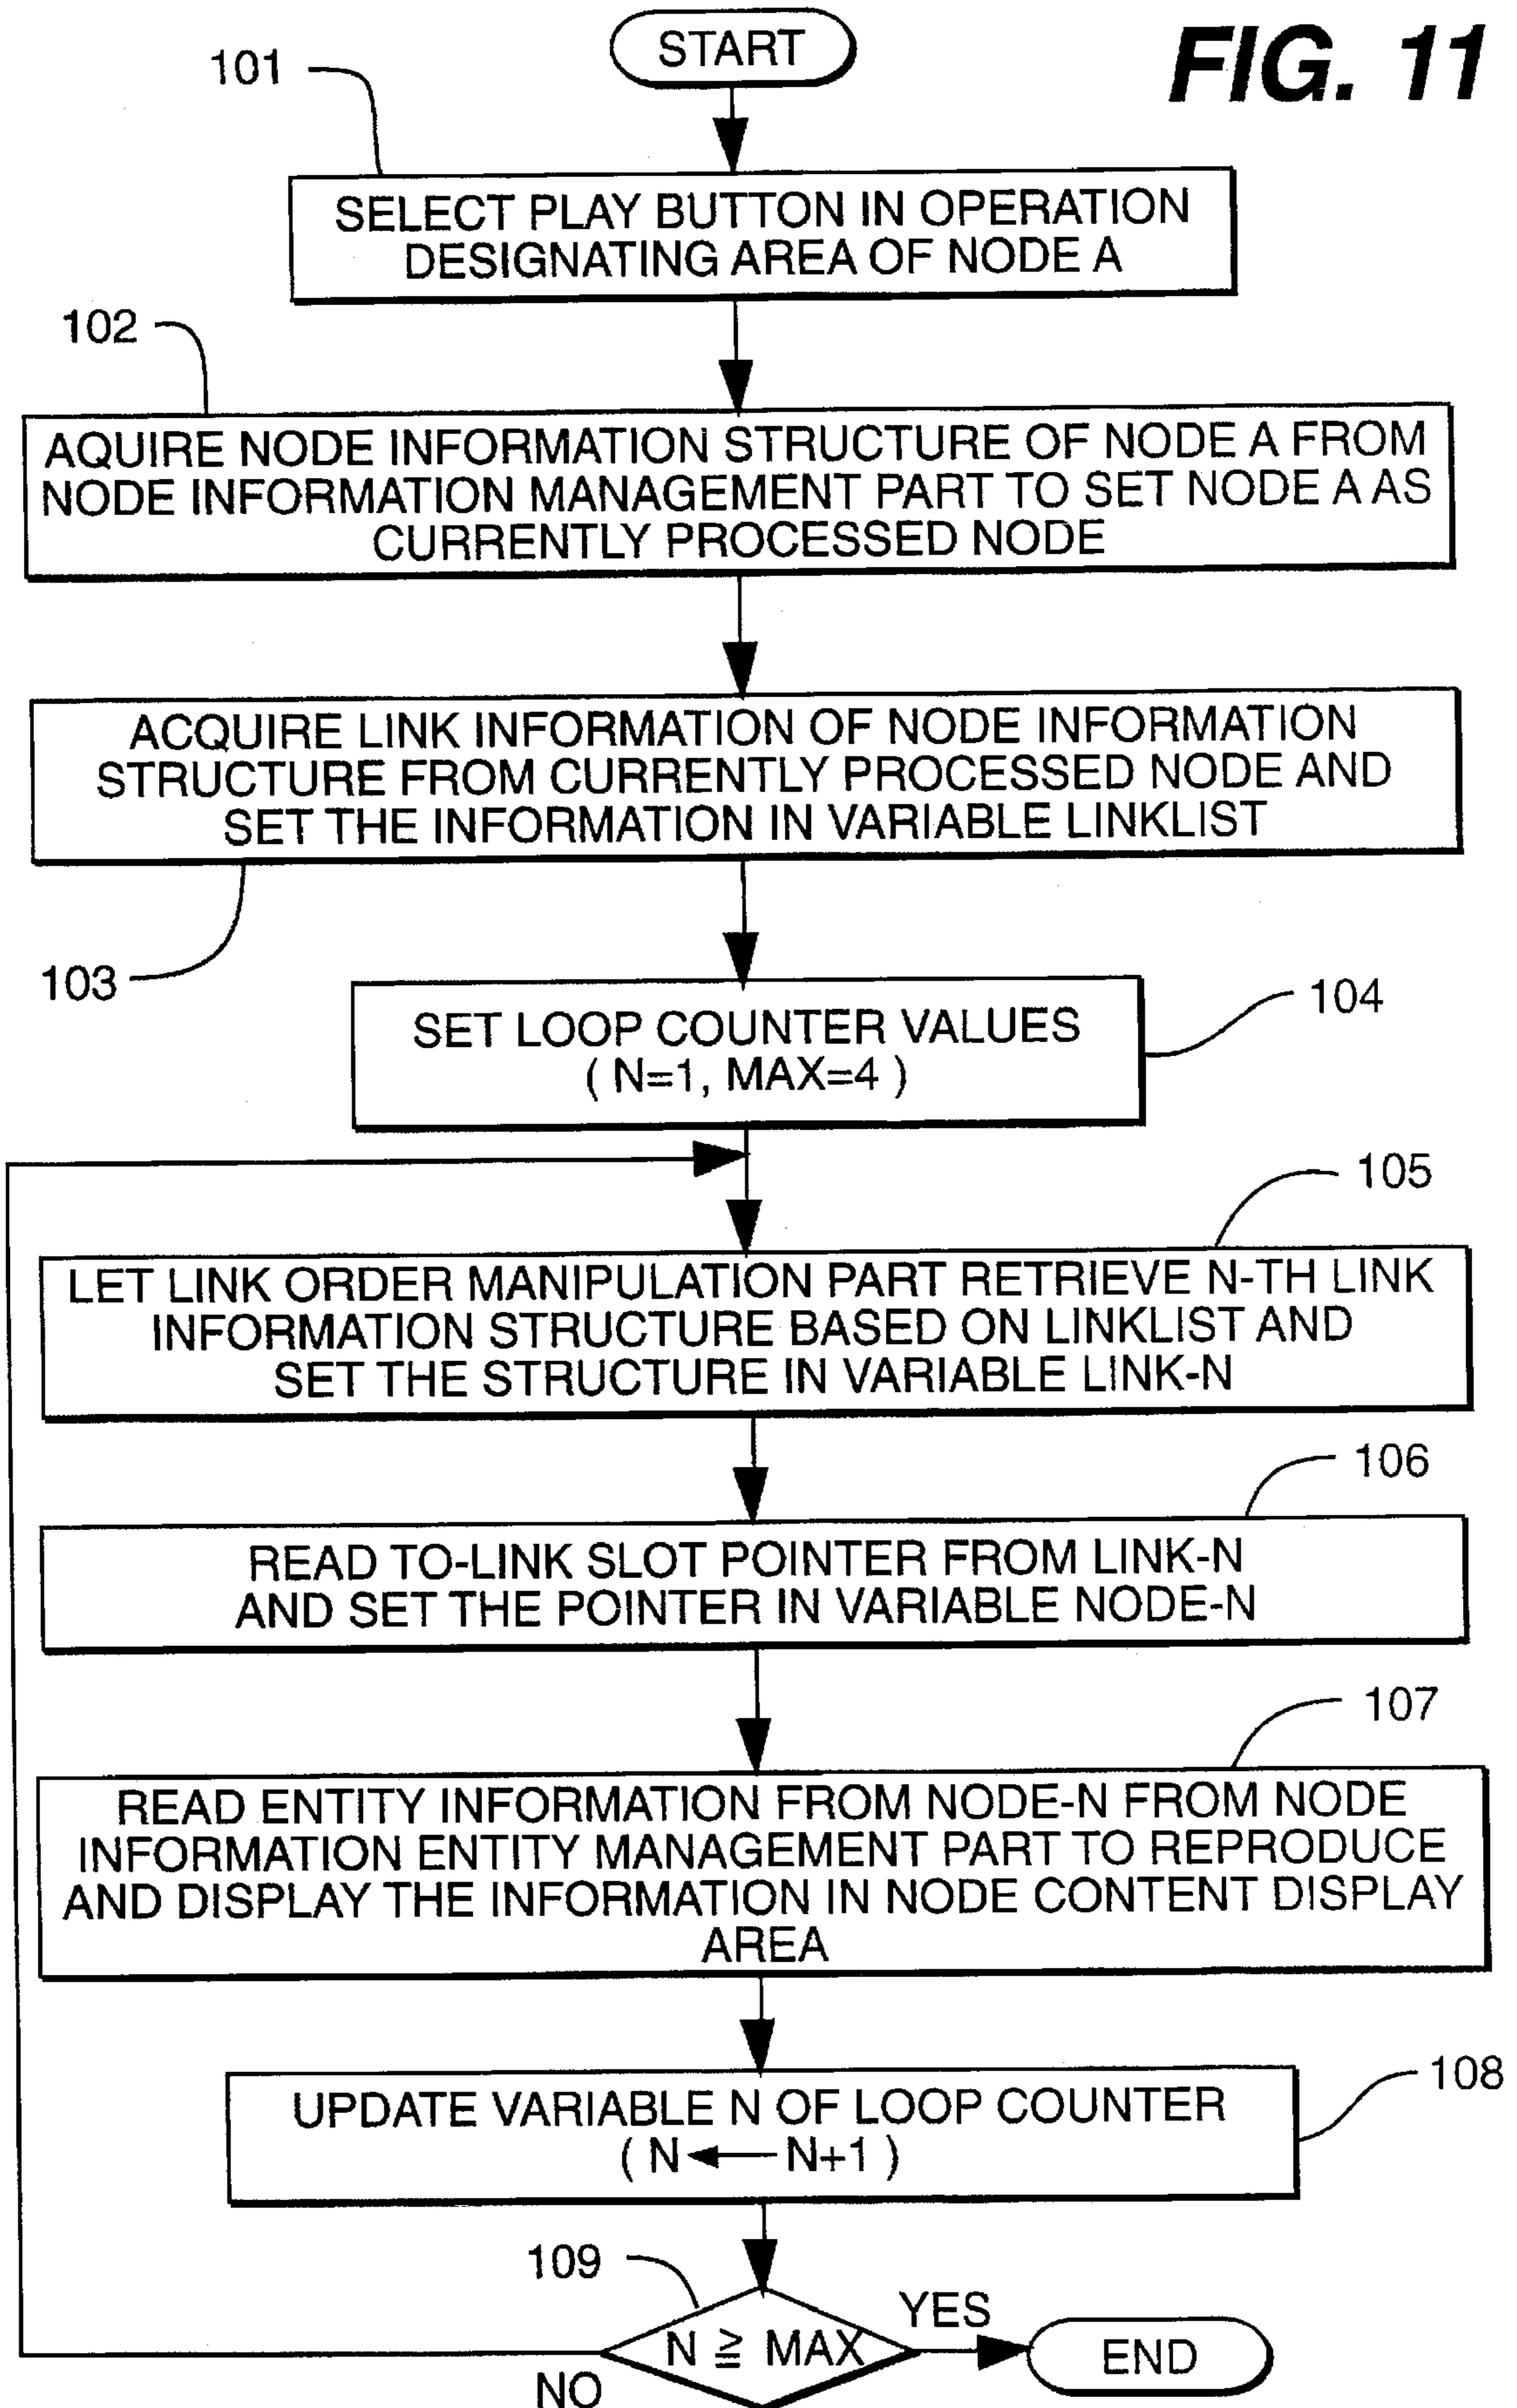 FIG. 11
START
101
SELECT PLAY BUTTON IN OPERATION
DESIGNATING AREA OF NODE A
102
AQUIRE NODE INFORMATION STRUCTURE OF NODE A FROM
NODE INFORMATION MANAGEMENT PART TO SET NODE A AS
CURRENTLY PROCESSED NODE
ACQUIRE LINK INFORMATION OF NODE INFORMATION
STRUCTURE FROM CURRENTLY PROCESSED NODE AND
SET THE INFORMATION IN VARIABLE LINKLIST
103
104
SET LOOP COUNTER VALUES
( N=1, MAX=4 )
105
LET LINK ORDER MANIPULATION PART RETRIEVE N-TH LINK
INFORMATION STRUCTURE BASED ON LINKLIST AND
SET THE STRUCTURE IN VARIABLE LINK-N
106
READ TO-LINK SLOT POINTER FROM LINK-N
AND SET THE POINTER IN VARIABLE NODE-N
107
READ ENTITY INFORMATION FROM NODE-N FROM NODE
INFORMATION ENTITY MANAGEMENT PART TO REPRODUCE
AND DISPLAY THE INFORMATION IN NODE CONTENT DISPLAY
AREA
108
UPDATE VARIABLE N OF LOOP COUNTER
( N ← N+1 )
109
N ≧ MAX
YES
END
NO